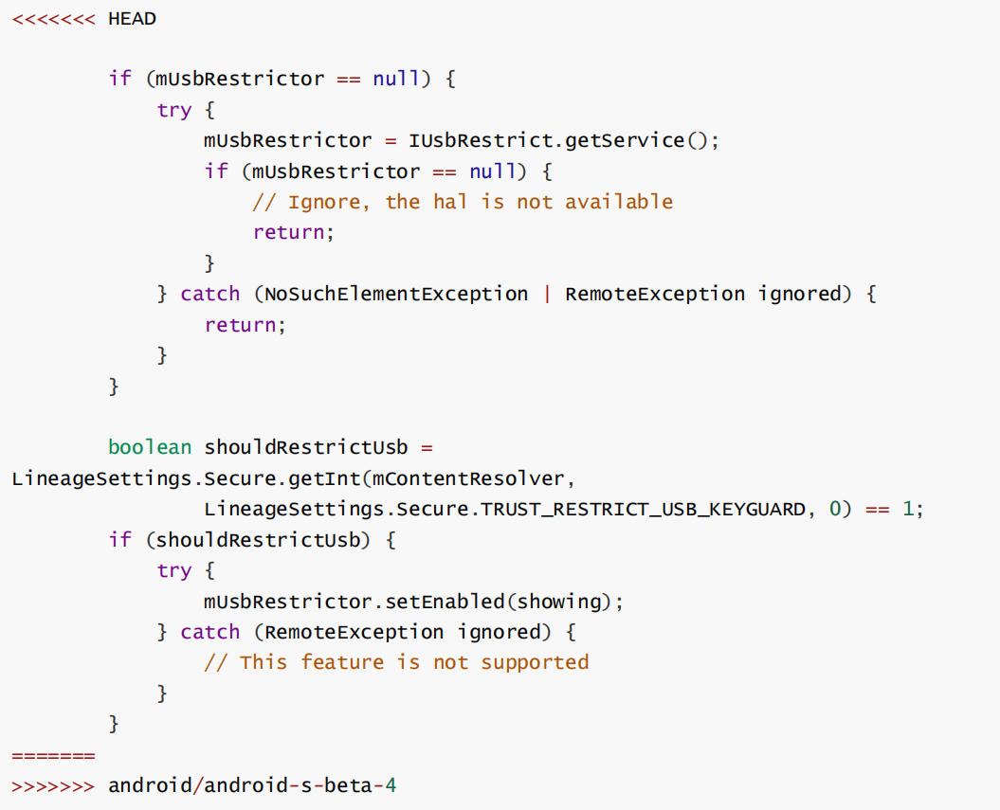 <<<<<<< HEAD
if (mUsbRestrictor == null) {
try {
mUsbRestrictor = IUsbRestrict.getService();
if (mUsbRestrictor == null) {
// Ignore, the hal is not available
return;
}
} catch (NoSuchElementException | RemoteException ignored) {
return;
}
}
boolean shouldRestrictUsb =
LineageSettings.Secure.getInt(mContentResolver,
LineageSettings.Secure.TRUST_RESTRICT_USB_KEYGUARD, 0) == 1;
if (shouldRestrictUsb) {
try {
mUsbRestrictor.setEnabled(showing);
} catch (RemoteException ignored) {
// This feature is not supported
}
}
=======
>>>>>>> android/android-s-beta-4